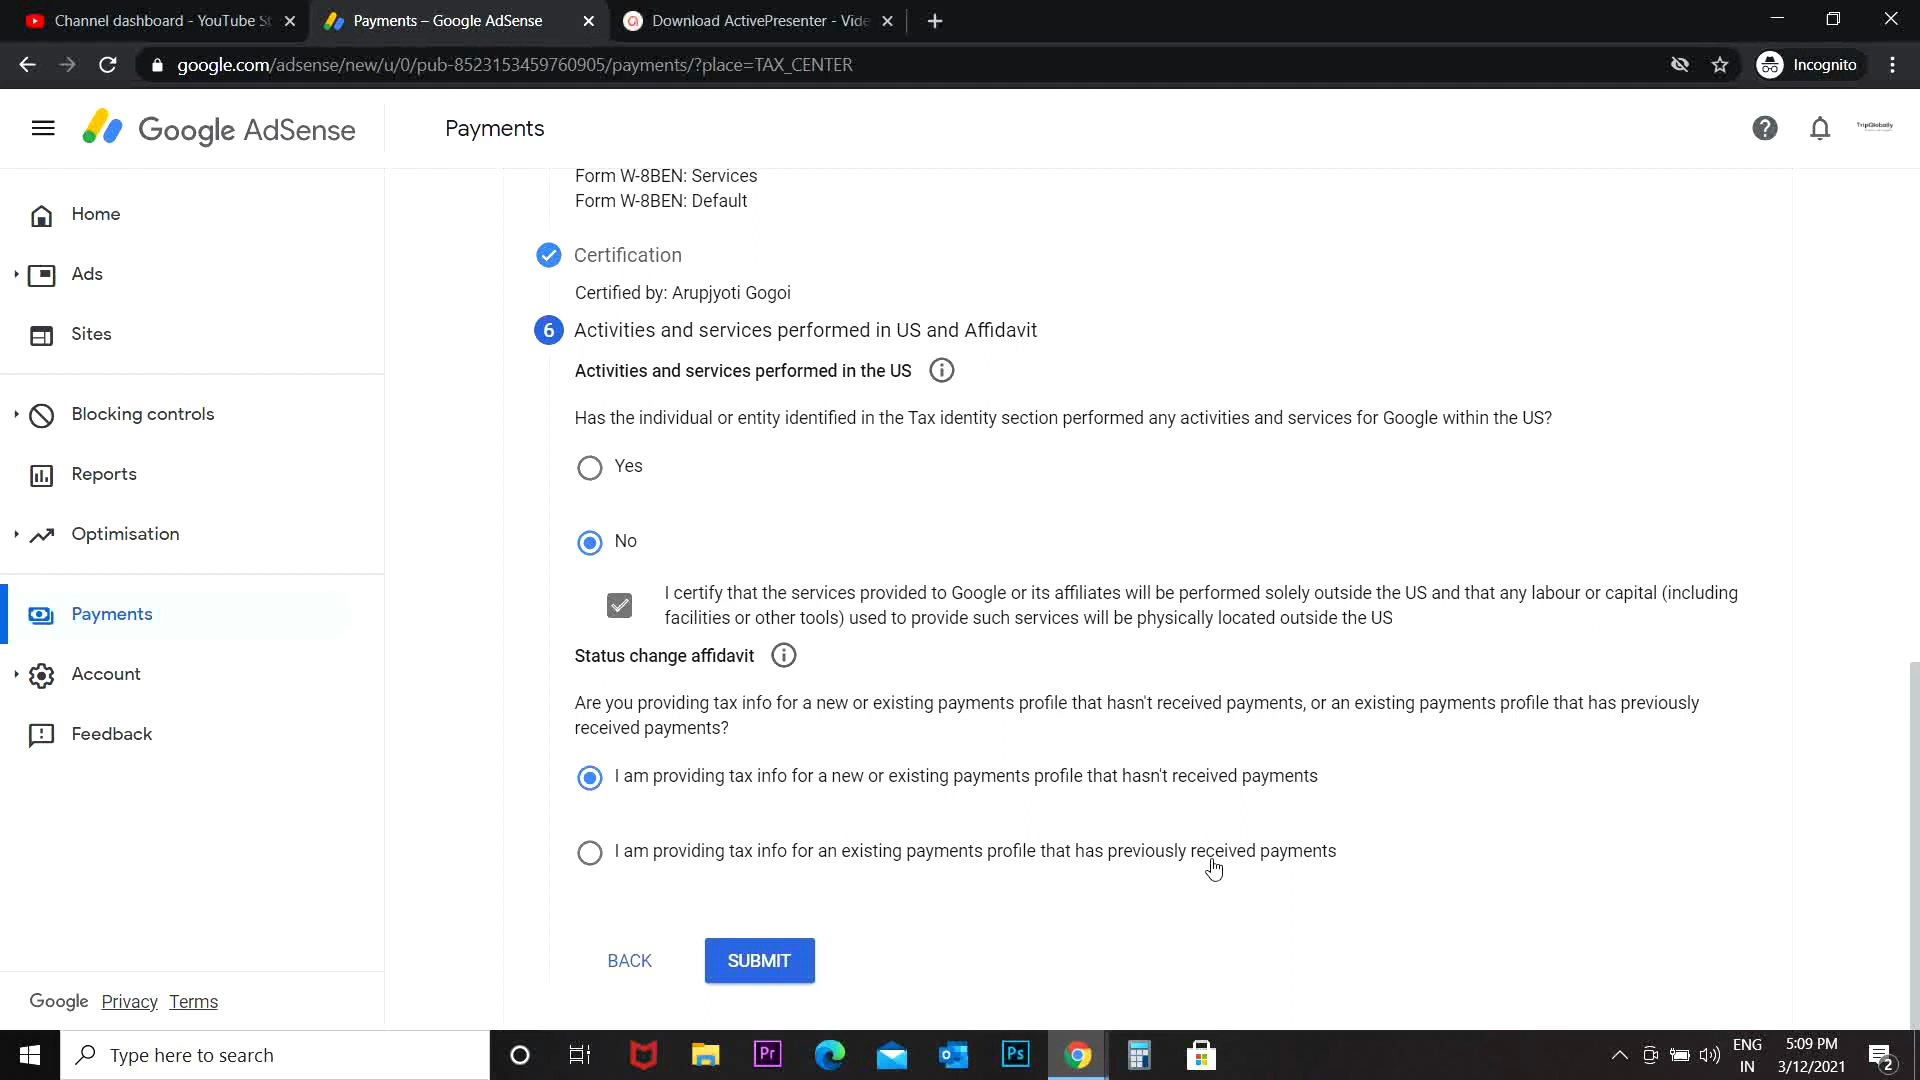 Channel dashboard - YouTube St
Payments – Google AdSense
Download ActivePresenter - Vide
google.com/adsense/new/u/0/pub-8523153459760905/payments/?place=TAX_CENTER
Incognito
Google AdSense
Payments
TripGlobally
Home
Ads
Sites
Blocking controls
Reports
Optimisation
Payments
Account
Feedback
Google Privacy Terms
Form W-8BEN: Services
Form W-8BEN: Default
Certification
Certified by: Arupjyoti Gogoi
6 Activities and services performed in US and Affidavit
Activities and services performed in the US
Has the individual or entity identified in the Tax identity section performed any activities and services for Google within the US?
Yes
No
I certify that the services provided to Google or its affiliates will be performed solely outside the US and that any labour or capital (including
facilities or other tools) used to provide such services will be physically located outside the US
Status change affidavit
Are you providing tax info for a new or existing payments profile that hasn't received payments, or an existing payments profile that has previously
received payments?
I am providing tax info for a new or existing payments profile that hasn't received payments
I am providing tax info for an existing payments profile that has previously received payments
BACK
SUBMIT
Type here to search
Pr
Ps
ENG
IN
5:09 PM
3/12/2021
2